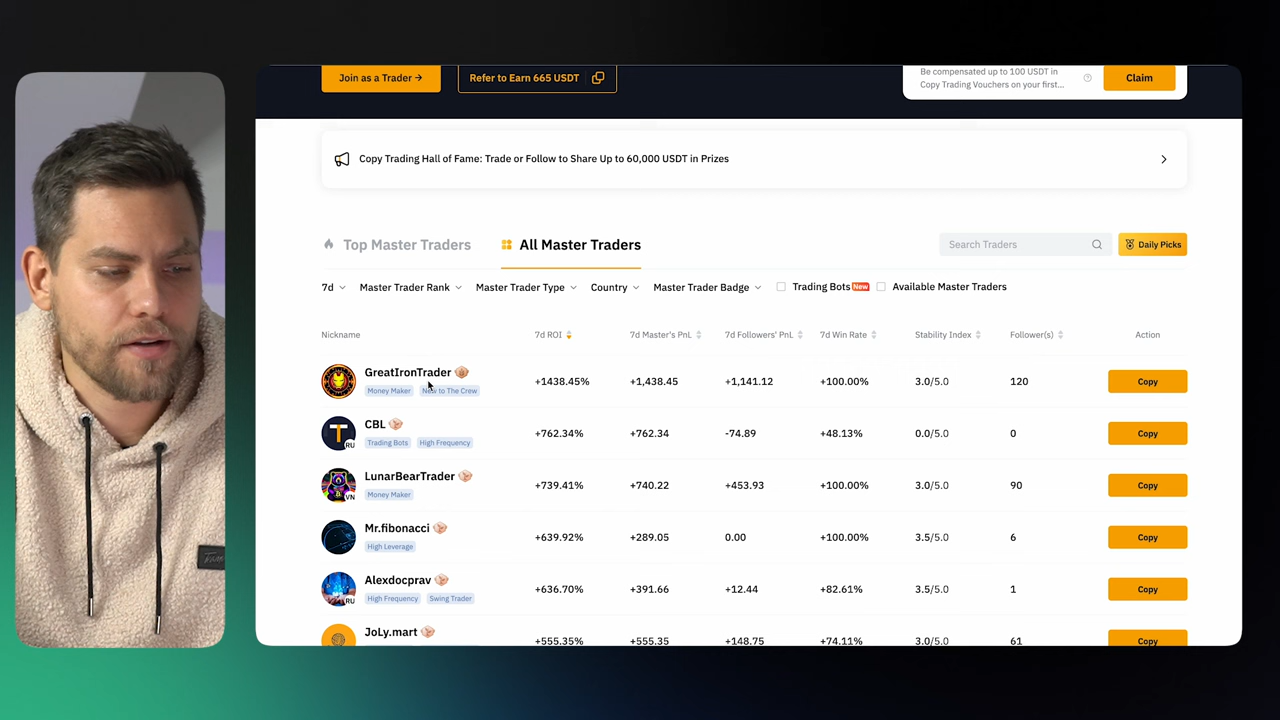 Join as a Trader →
Refer to Earn 665 USDT
Be compensated up to 100 USDT in
Copy Trading Vouchers on your first...
Claim
Copy Trading Hall of Fame: Trade or Follow to Share Up to 60,000 USDT in Prizes
Top Master Traders
All Master Traders
Search Traders
Daily Picks
7d Master Trader Rank Master Trader Type Country Master Trader Badge Trading Bots New Available Master Traders
Nickname 7d ROI 7d Master's PnL 7d Followers' PnL 7d Win Rate Stability Index Follower(s) Action
GreatIronTrader
Money Maker New to The Crew
+1438.45% +1,438.45 +1,141.12 +100.00% 3.0/5.0 120 Copy
CBL
RU
Trading Bots High Frequency
+762.34% +762.34 -74.89 +48.13% 0.0/5.0 0 Copy
LunarBearTrader
VN
Money Maker
+739.41% +740.22 +453.93 +100.00% 3.0/5.0 90 Copy
Mr.fibonacci
High Leverage
+639.92% +289.05 0.00 +100.00% 3.5/5.0 6 Copy
Alexdocprav
RU
High Frequency Swing Trader
+636.70% +391.66 +12.44 +82.61% 3.5/5.0 1 Copy
JoLy.mart
+555.35% +555.35 +148.75 +74.11% 3.0/5.0 61 Copy